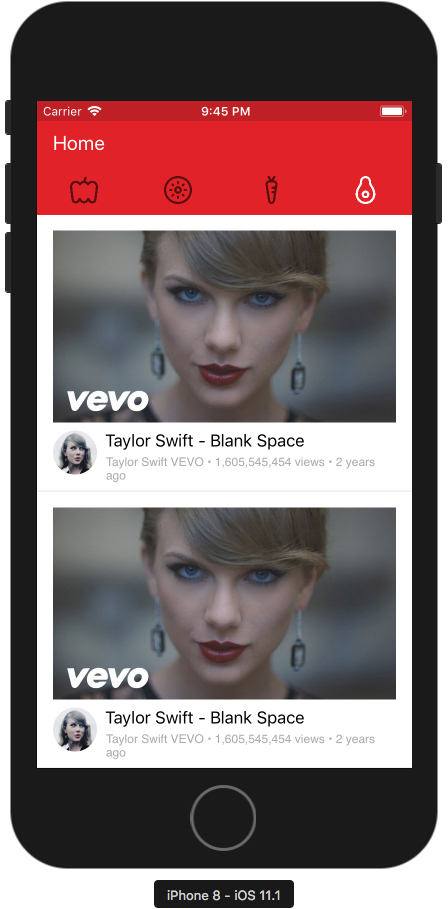 Carrier 9:45 PM
Home
vevo
Taylor Swift - Blank Space
Taylor Swift VEVO • 1,605,545,454 views • 2 years
ago
vevo
Taylor Swift - Blank Space
Taylor Swift VEVO • 1,605,545,454 views • 2 years
ago
iPhone 8 - iOS 11.1